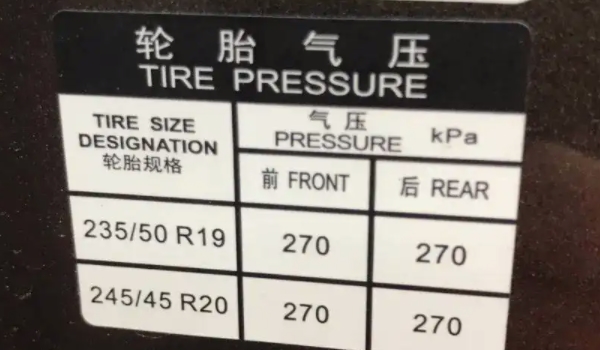 轮胎气压
TIRE PRESSURE
TIRE SIZE
DESIGNATION
轮胎规格
气压
PRESSURE
kPa
前 FRONT
后 REAR
235/50 R19
270
270
245/45 R20
270
270